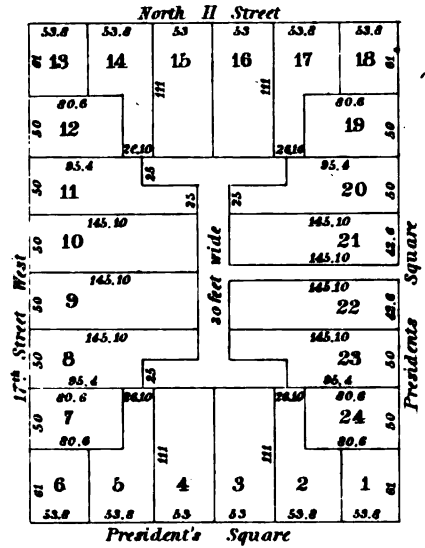 North H Street
53.8 53.8 53 53 53.8 53.8
61 13 14 15 16 17 18 61
111 111
80.6 80.6
50 12 19 50
26.10 26.10
95.4 25 95.4
50 11 25 25 20 50
145.10 145.10
50 10 21 42.6
145.10
30 feet wide
145.10 145.10
50 9 22 42.6
145.10
50 8 23 50
95.4 25 95.4
80.6 26.10 26.10 80.6
50 7 24 50
80.6 80.6
111 111
61 6 5 4 3 2 1 61
53.8 53.8 53 53 53.8 53.8
President's Square
17th Street West
Presidents Square